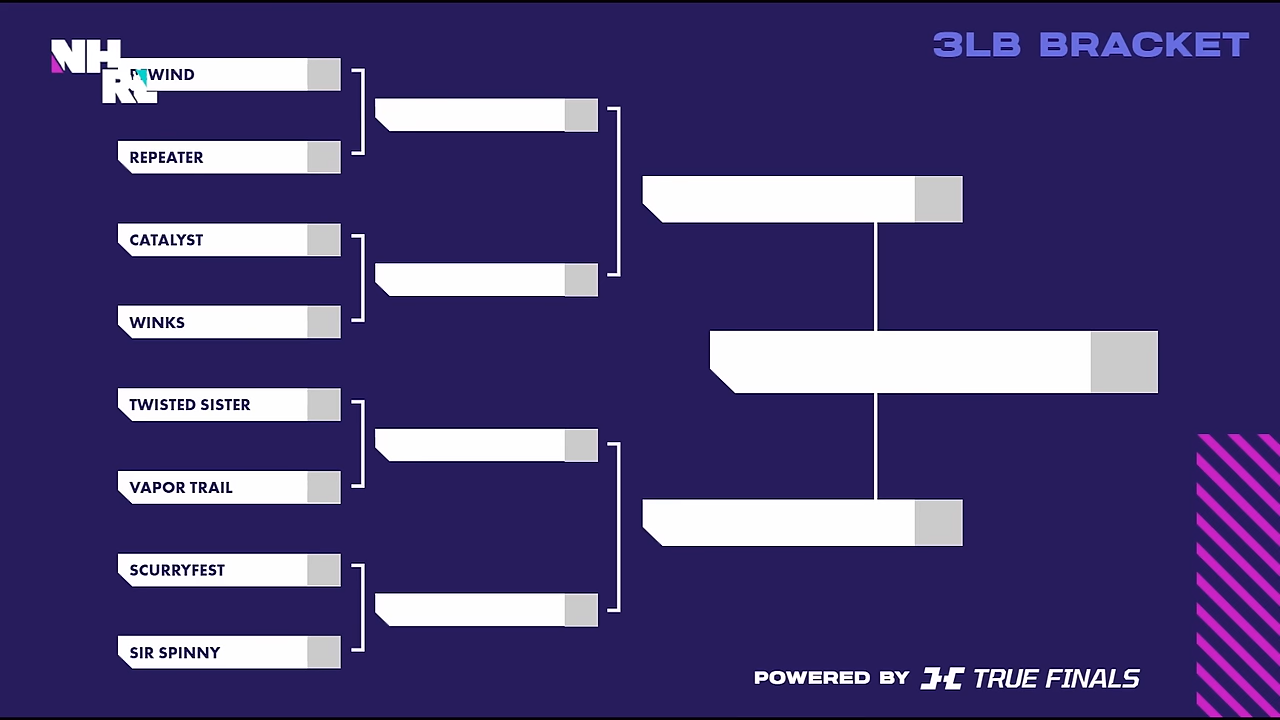 NHRL
3LB BRACKET
REPEATER
CATALYST
WINKS
TWISTED SISTER
VAPOR TRAIL
SCURRYFEST
SIR SPINNY
POWERED BY TRUE FINALS